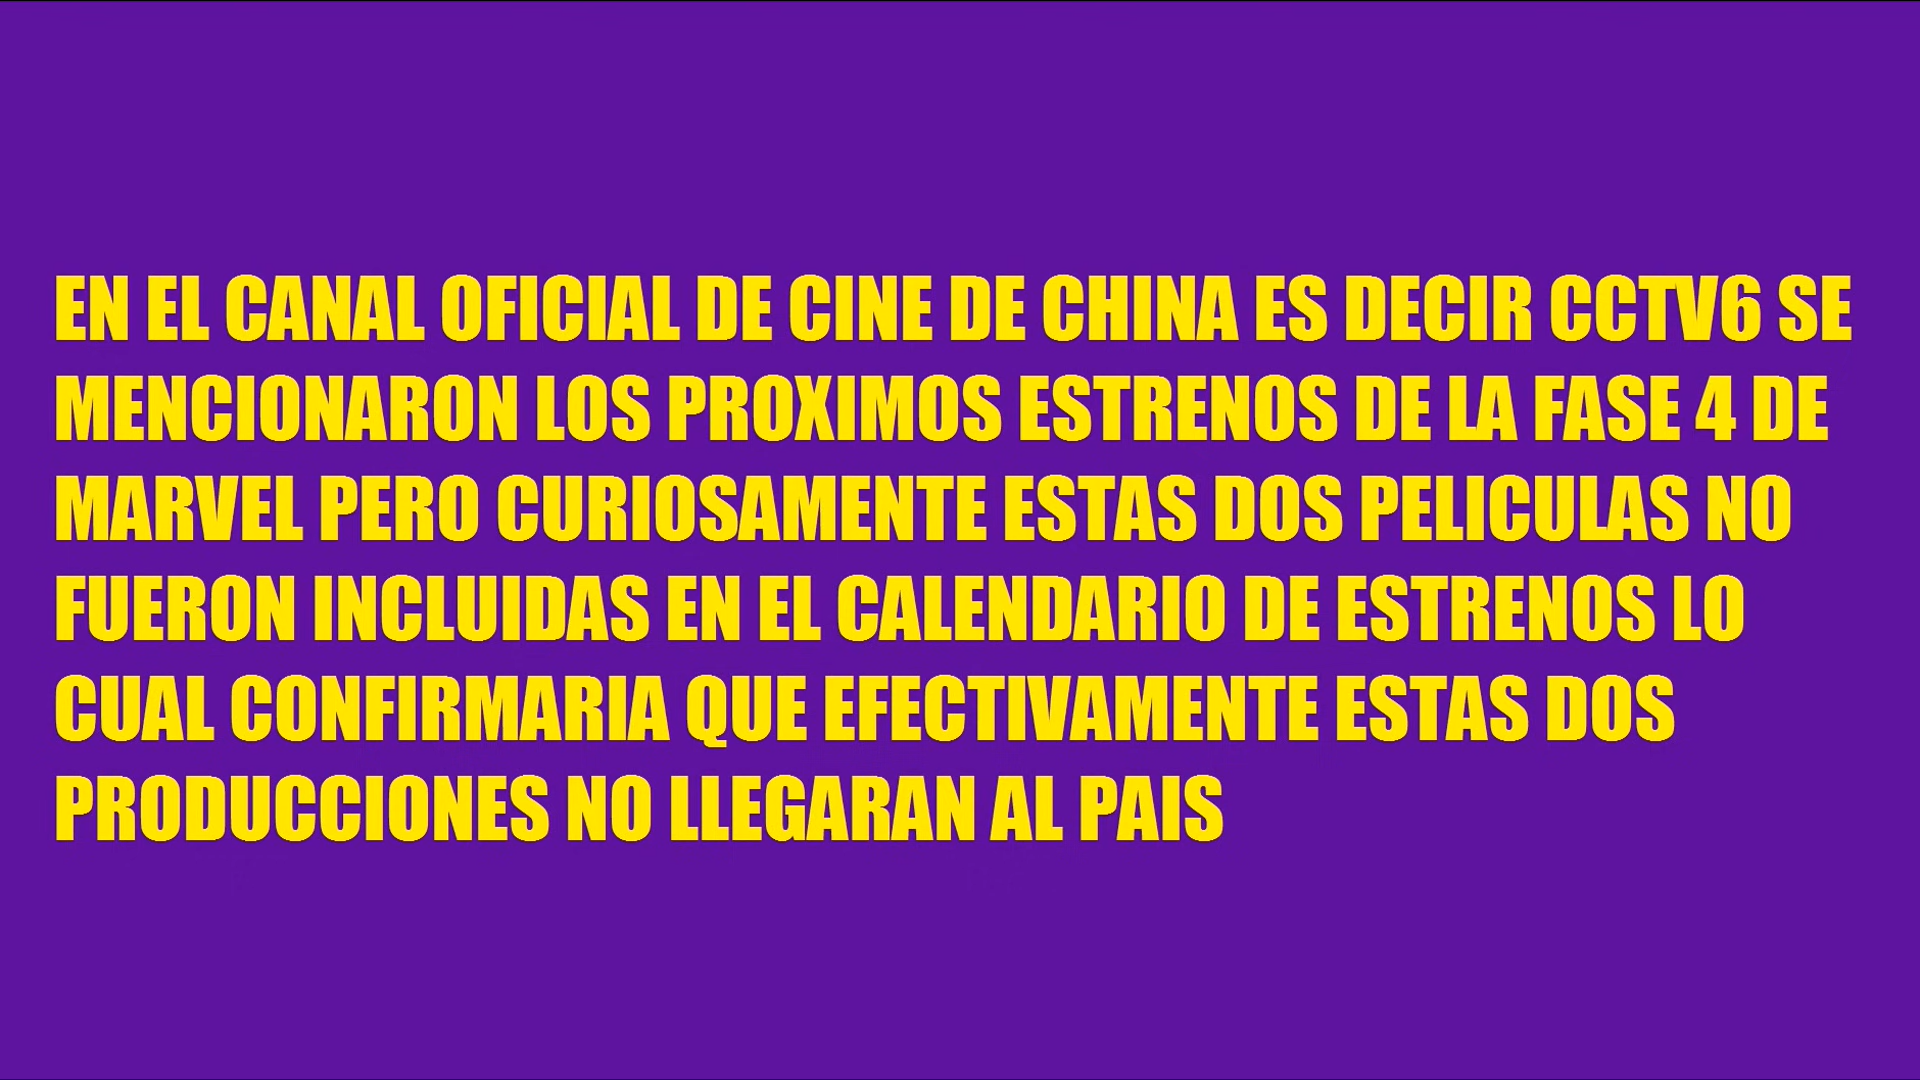 EN EL CANAL OFICIAL DE CINE DE CHINA ES DECIR CCTV6 SE
MENCIONARON LOS PROXIMOS ESTRENOS DE LA FASE 4 DE
MARVEL PERO CURIOSAMENTE ESTAS DOS PELICULAS NO
FUERON INCLUIDAS EN EL CALENDARIO DE ESTRENOS LO
CUAL CONFIRMARIA QUE EFECTIVAMENTE ESTAS DOS
PRODUCCIONES NO LLEGARAN AL PAIS